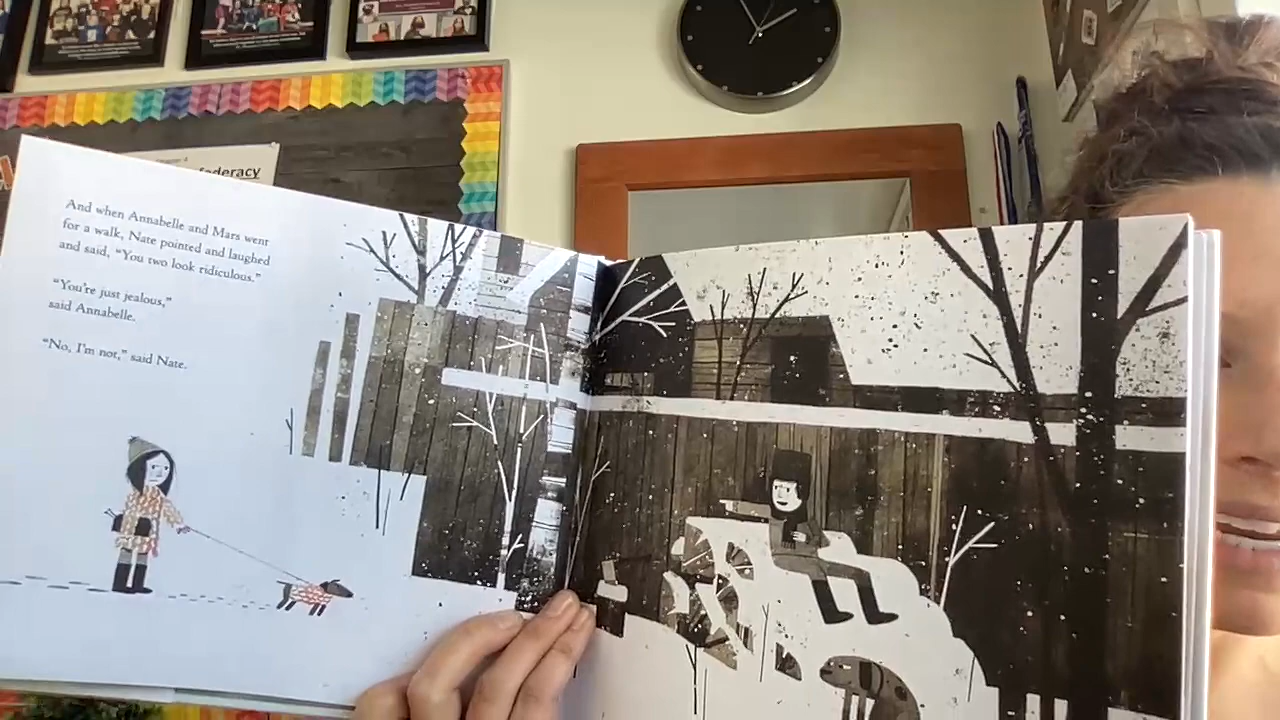 federacy
And when Annabelle and Mars went
for a walk, Nate pointed and laughed
and said, “You two look ridiculous.”
“You’re just jealous,”
said Annabelle.
“No, I’m not,” said Nate.